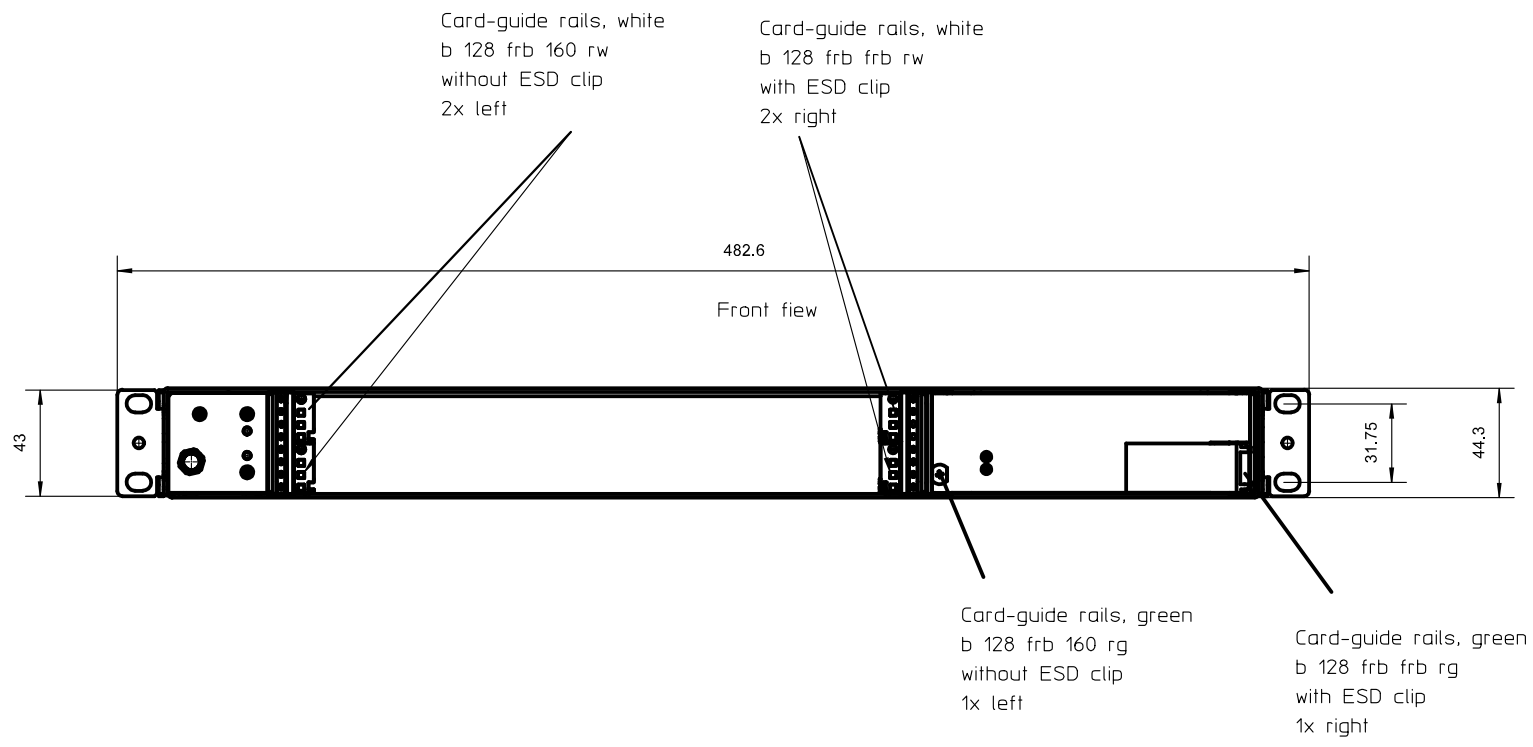 Card-guide rails, white
b 128 frb 160 rw
without ESD clip
2x left
Card-guide rails, white
b 128 frb frb rw
with ESD clip
2x right
482.6
Front fiew
43
31.75
44.3
Card-guide rails, green
b 128 frb 160 rg
without ESD clip
1x left
Card-guide rails, green
b 128 frb frb rg
with ESD clip
1x right